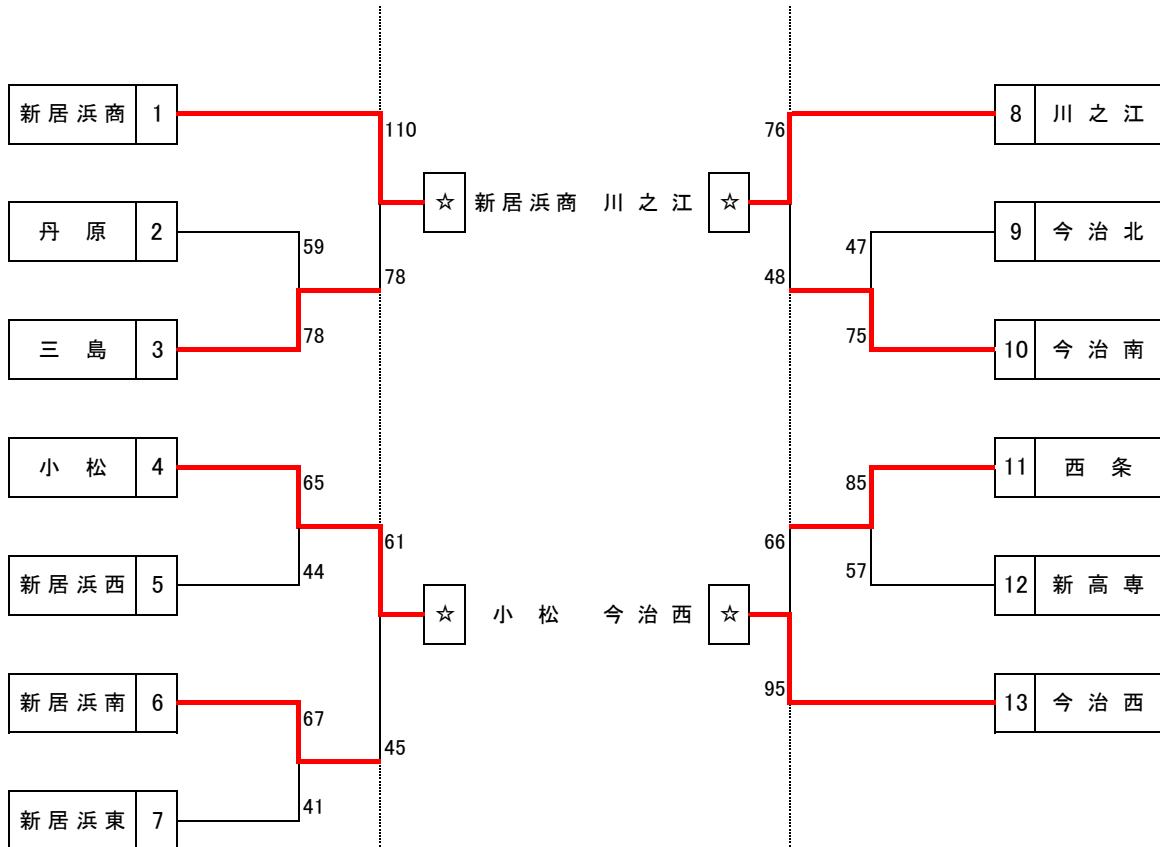 新居浜商 1 110 76 8 川之江
☆ 新居浜商 川之江 ☆
丹原 2 59 47 9 今治北
78 48
三島 3 78 75 10 今治南
小松 4 65 85 11 西条
61 66
新居浜西 5 44 57 12 新高専
☆ 小松 今治西 ☆
新居浜南 6 67 95 13 今治西
45
新居浜東 7 41